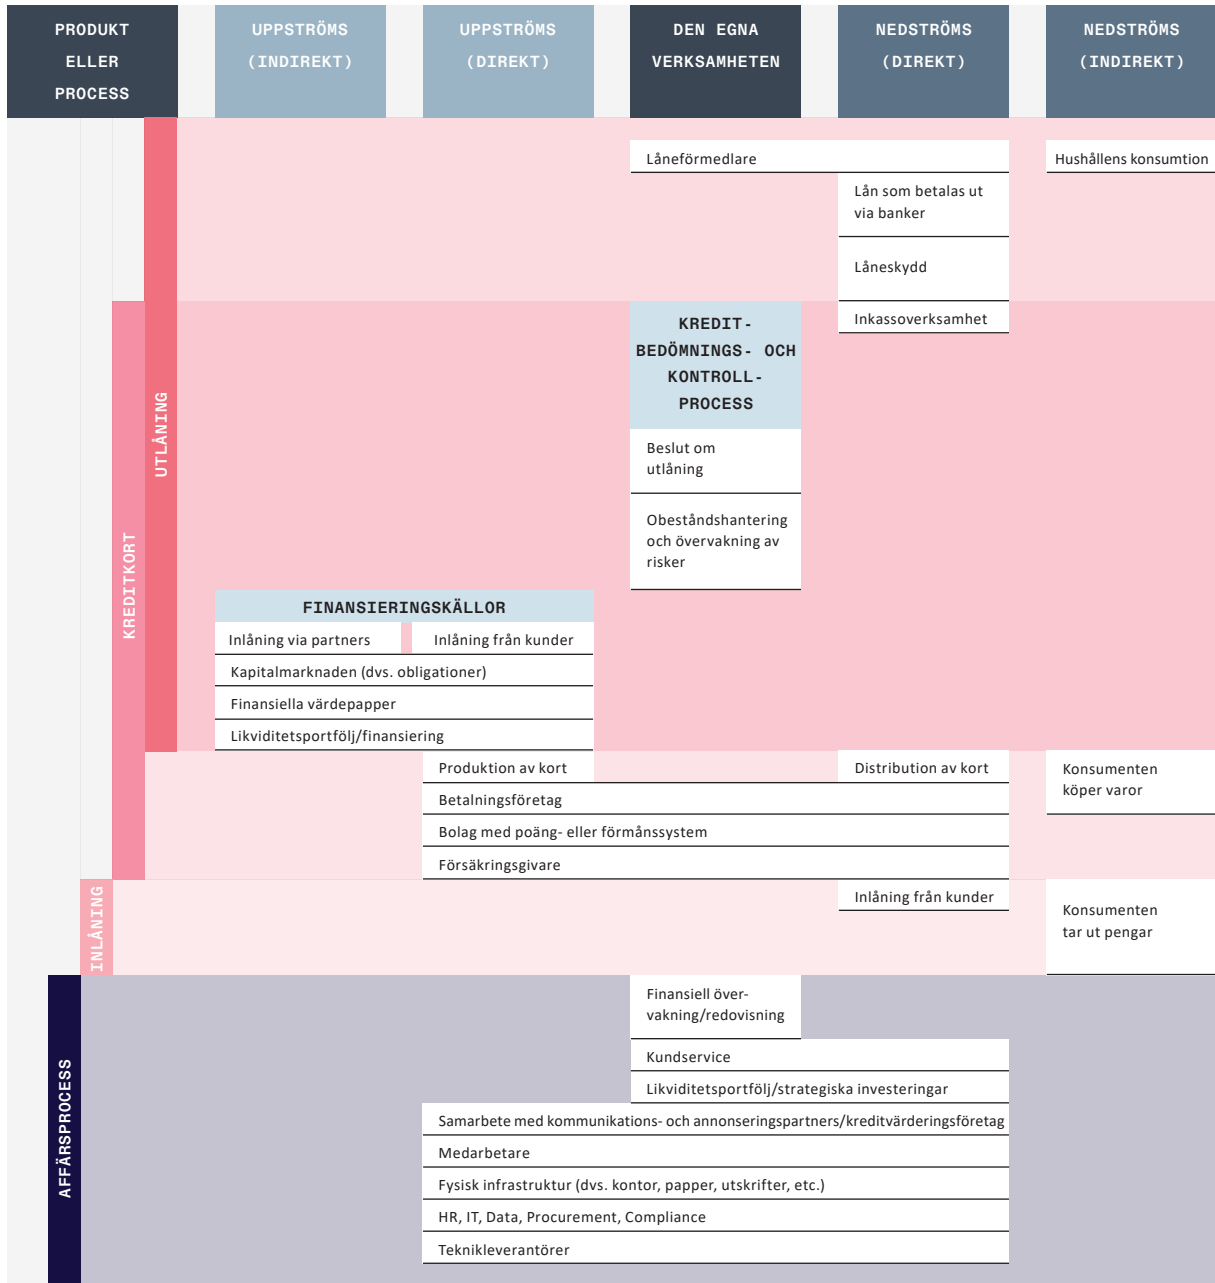 PRODUKT
ELLER
PROCESS
UPPSTRÖMS
(INDIREKT)
UPPSTRÖMS
(DIREKT)
DEN EGNA
VERKSAMHETEN
NEDSTRÖMS
(DIREKT)
NEDSTRÖMS
(INDIREKT)
UTLÅNING
Låneförmedlare
Hushållens konsumtion
Lån som betalas ut
via banker
Låneskydd
Inkassoverksamhet
KREDITKORT
KREDIT-
BEDÖMNINGS- OCH
KONTROLL-
PROCESS
Beslut om
utlåning
Obeståndshantering
och övervakning av
risker
FINANSIERINGSKÄLLOR
Inlåning via partners
Inlåning från kunder
Kapitalmarknaden (dvs. obligationer)
Finansiella värdepapper
Likviditetsportfölj/finansiering
Produktion av kort
Distribution av kort
Konsumenten
köper varor
Betalningsföretag
Bolag med poäng- eller förmånssystem
Försäkringsgivare
INLÅNING
Inlåning från kunder
Konsumenten
tar ut pengar
AFFÄRSPROCESS
Finansiell över-
vakning/redovisning
Kundservice
Likviditetsportfölj/strategiska investeringar
Samarbete med kommunikations- och annonseringspartners/kreditvärderingsföretag
Medarbetare
Fysisk infrastruktur (dvs. kontor, papper, utskrifter, etc.)
HR, IT, Data, Procurement, Compliance
Teknikleverantörer